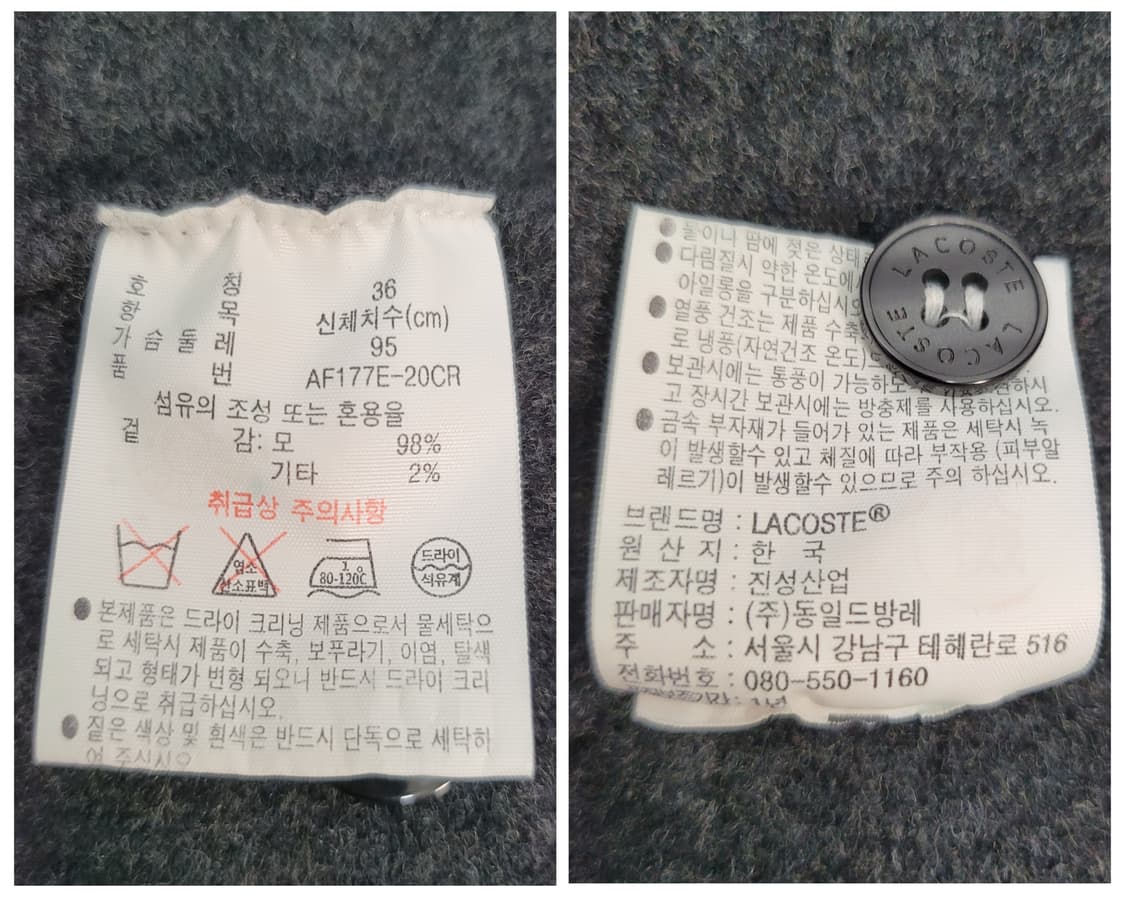 호 칭 36
항 목 신체치수(cm)
가 슴 둘 레 95
품 번 AF177E-20CR
섬유의 조성 또는 혼용율
겉 감: 모 98%
기타 2%
취급상 주의사항
염소 산소표백
80-120℃
드라이
석유계
● 본제품은 드라이 크리닝 제품으로서 물세탁으
로 세탁시 제품이 수축, 보푸라기, 이염, 탈색
되고 형태가 변형 되오니 반드시 드라이 크리
닝으로 취급하십시오.
● 짙은 색상 및 흰색은 반드시 단독으로 세탁하
여 주십시오
● 눈이나 땀에 젖은 상태
● 다림질시 약한 온도에
아일롱을 구분하십시오
● 열풍 건조는 제품 수축
로 냉풍(자연건조 온도)
● 보관시에는 통풍이 가능하도 하시
고 장시간 보관시에는 방충제를 사용하십시오.
● 금속 부자재가 들어가 있는 제품은 세탁시 녹
이 발생할수 있고 체질에 따라 부작용 (피부알
레르기)이 발생할수 있으므로 주의 하십시오.
브랜드명 : LACOSTE®
원 산 지 : 한 국
제조자명 : 진성산업
판매자명 : (주)동일드방레
주 소 : 서울시 강남구 테헤란로 516
전화번호 : 080-550-1160
LACOSTE LACOSTE